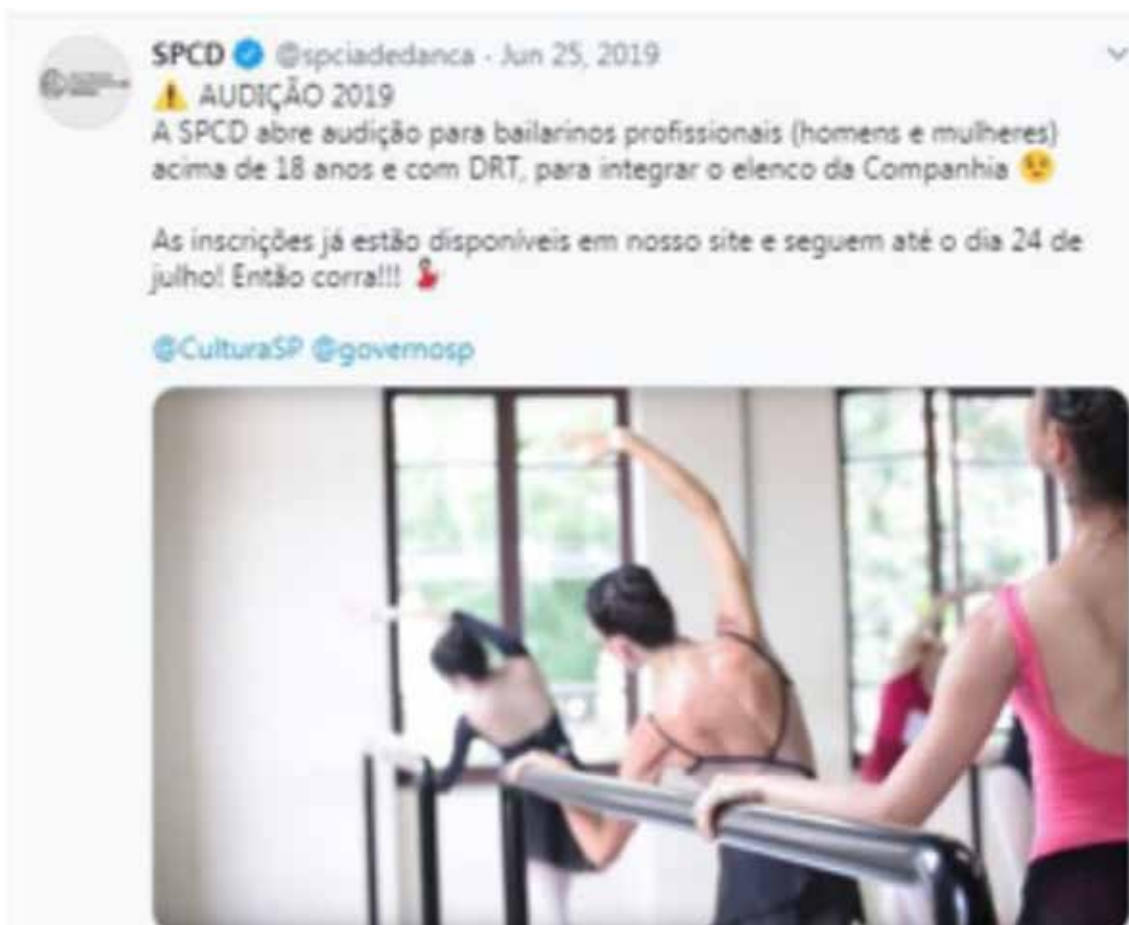 SPCD @spciadedanca · Jun 25, 2019
⚠️ AUDIÇÃO 2019
A SPCD abre audição para bailarinos profissionais (homens e mulheres)
acima de 18 anos e com DRT, para integrar o elenco da Companhia 😉
As inscrições já estão disponíveis em nosso site e seguem até o dia 24 de
julho! Então corra!!! 💃
@CulturaSP @governosp